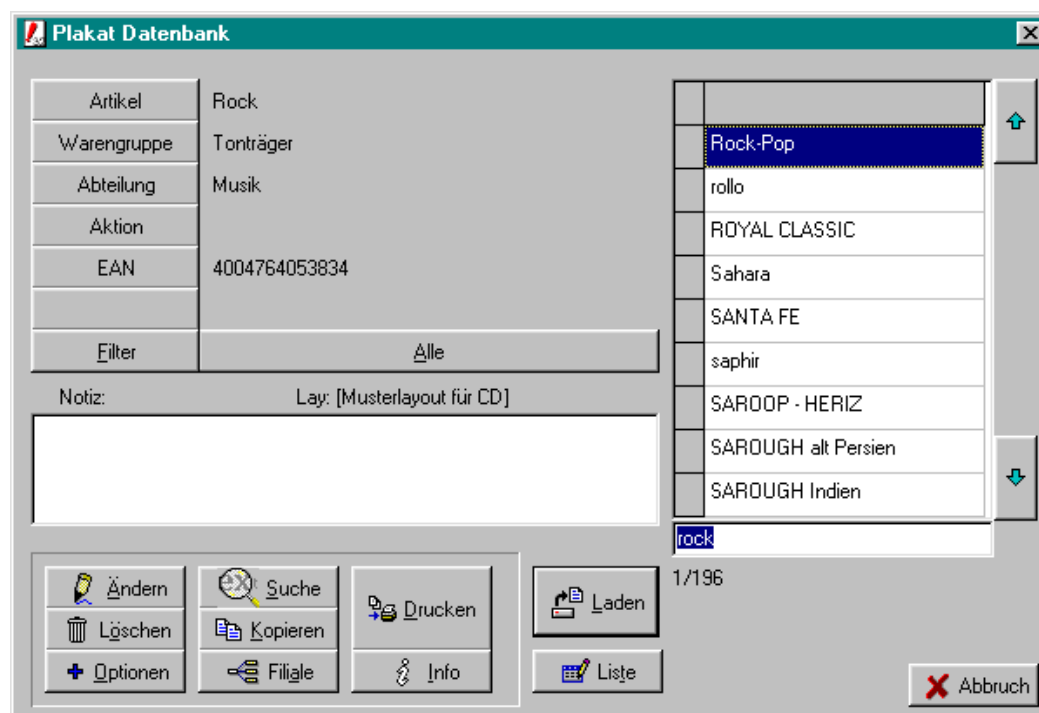 Plakat Datenbank
Artikel Rock
Warengruppe Tonträger
Abteilung Musik
Aktion
EAN 4004764053834
Filter Alle
Notiz: Lay: [Musterlayout für CD]
Rock-Pop
rollo
ROYAL CLASSIC
Sahara
SANTA FE
saphir
SAROOP - HERIZ
SAROUGH alt Persien
SAROUGH Indien
rock
1/196
Ändern
Löschen
Optionen
Suche
Kopieren
Filiale
Drucken
Info
Laden
Liste
Abbruch